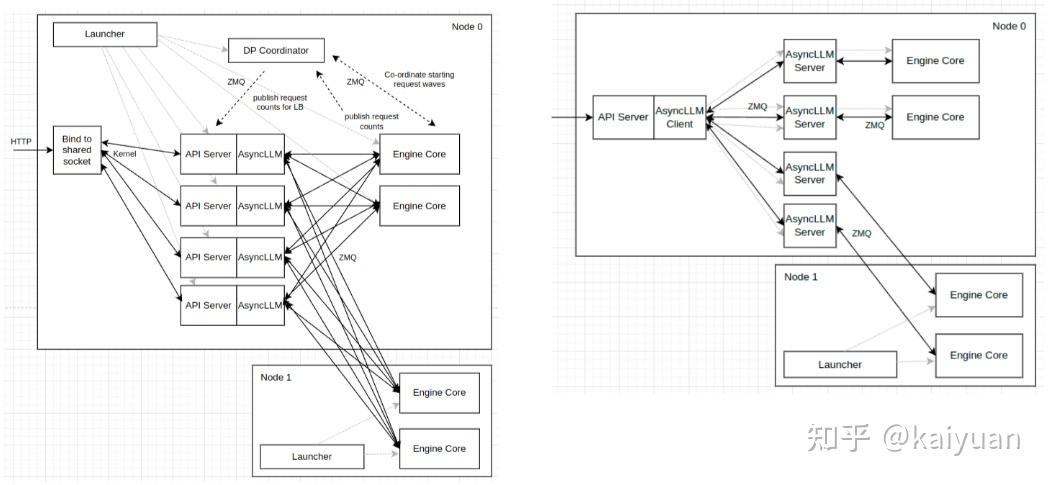 Node 0
Launcher
DP Coordinator
ZMQ
ZMQ
Co-ordinate starting
request waves
publish request
counts for LB
publish request
counts
HTTP
Bind to
shared
socket
Kernel
API Server
AsyncLLM
Engine Core
API Server
AsyncLLM
Engine Core
API Server
AsyncLLM
ZMQ
API Server
AsyncLLM
Node 1
Engine Core
Engine Core
Launcher
Node 0
AsyncLLM
Server
Engine Core
API Server
AsyncLLM
Client
ZMQ
AsyncLLM
Server
ZMQ
Engine Core
AsyncLLM
Server
AsyncLLM
Server
ZMQ
Node 1
Engine Core
Engine Core
Launcher
知乎 @kaiyuan